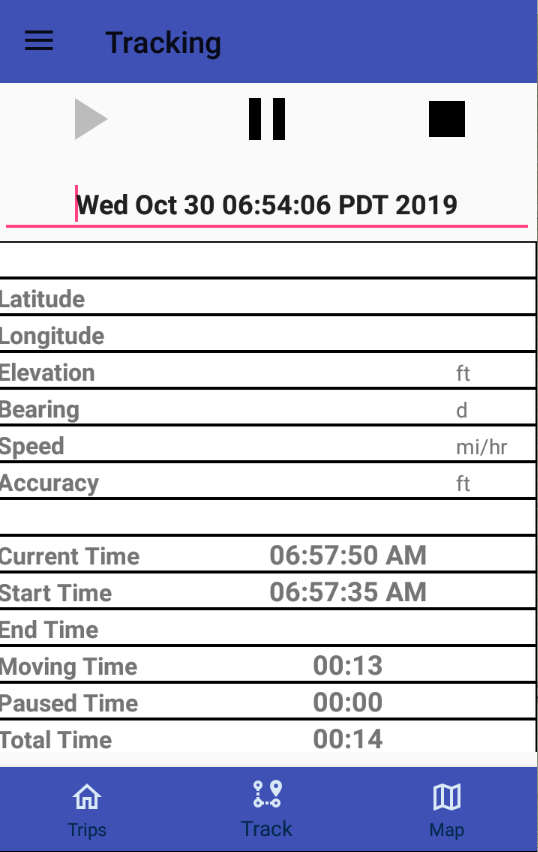 Tracking
Wed Oct 30 06:54:06 PDT 2019
Latitude
Longitude
Elevation ft
Bearing d
Speed mi/hr
Accuracy ft
Current Time 06:57:50 AM
Start Time 06:57:35 AM
End Time
Moving Time 00:13
Paused Time 00:00
Total Time 00:14
Trips Track Map